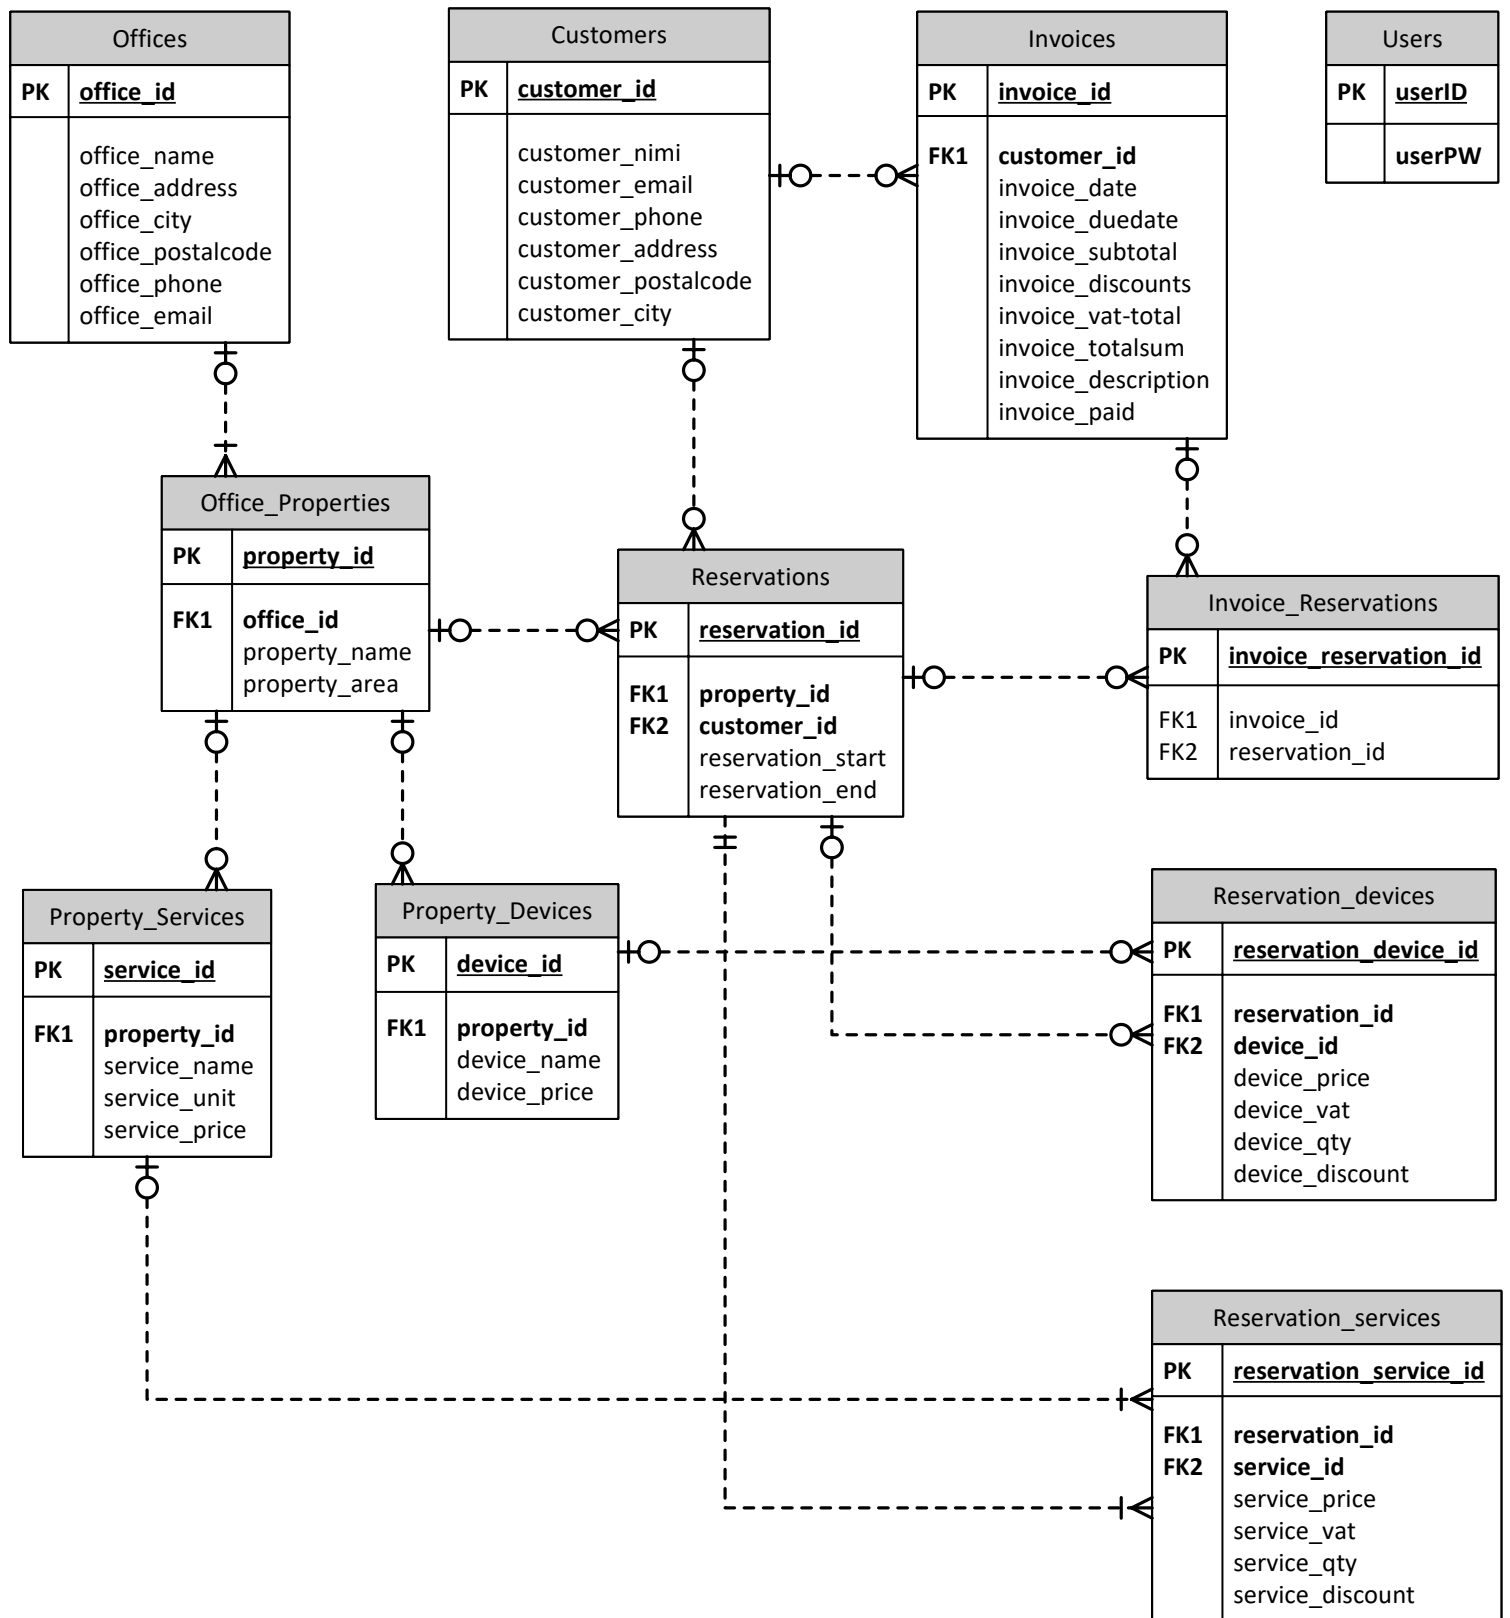 Offices
PK office_id
office_name
office_address
office_city
office_postalcode
office_phone
office_email
Customers
PK customer_id
customer_nimi
customer_email
customer_phone
customer_address
customer_postalcode
customer_city
Invoices
PK invoice_id
FK1 customer_id
invoice_date
invoice_duedate
invoice_subtotal
invoice_discounts
invoice_vat-total
invoice_totalsum
invoice_description
invoice_paid
Users
PK userID
userPW
Office_Properties
PK property_id
FK1 office_id
property_name
property_area
Reservations
PK reservation_id
FK1 property_id
FK2 customer_id
reservation_start
reservation_end
Invoice_Reservations
PK invoice_reservation_id
FK1 invoice_id
FK2 reservation_id
Property_Services
PK service_id
FK1 property_id
service_name
service_unit
service_price
Property_Devices
PK device_id
FK1 property_id
device_name
device_price
Reservation_devices
PK reservation_device_id
FK1 reservation_id
FK2 device_id
device_price
device_vat
device_qty
device_discount
Reservation_services
PK reservation_service_id
FK1 reservation_id
FK2 service_id
service_price
service_vat
service_qty
service_discount